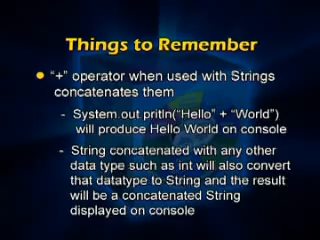 Things to Remember
"+" operator when used with Strings
concatenates them
- System.out pritln("Hello" + "World")
will produce Hello World on console
- String concatenated with any other
data type such as int will also convert
that datatype to String and the result
will be a concatenated String
displayed on console